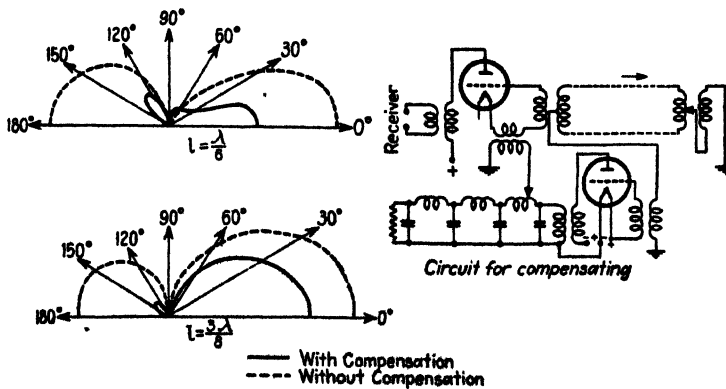 90°
120°
60°
150°
30°
180°
0°
l = λ/8
Receiver
+
+
Circuit for compensating
90°
120°
60°
150°
30°
180°
0°
l = 3λ/8
With Compensation
Without Compensation